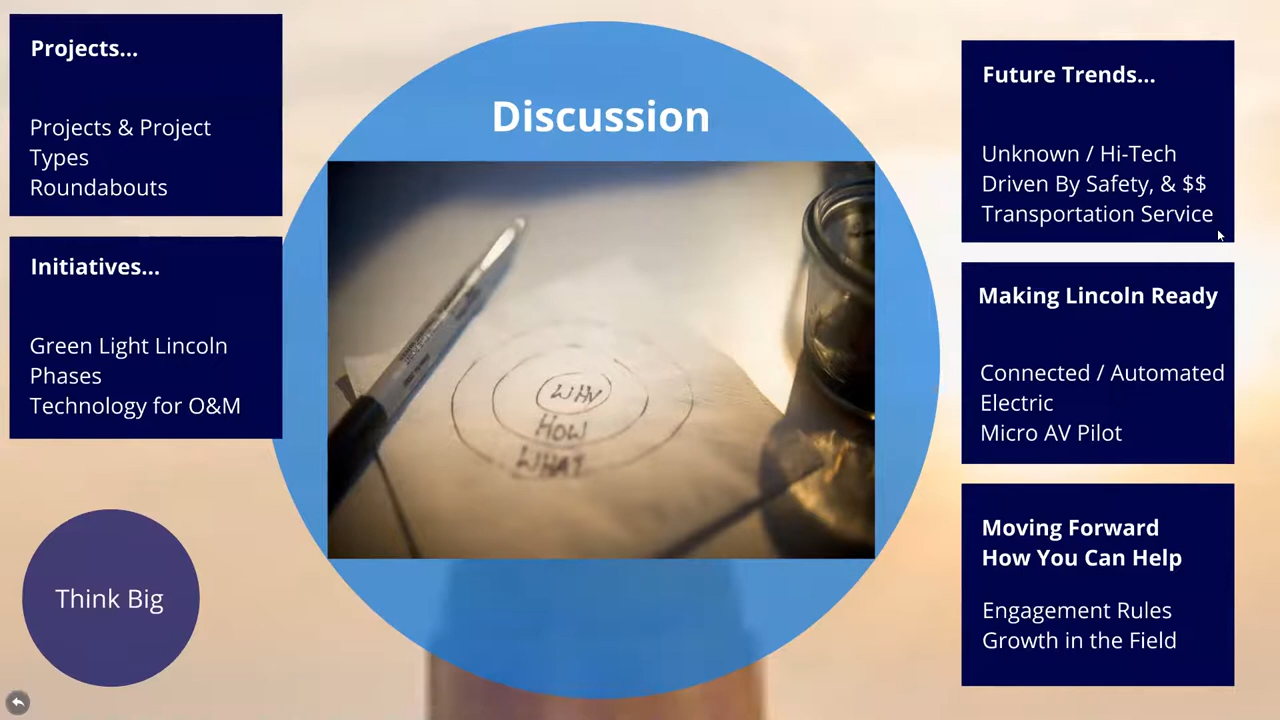 Projects...
Projects & Project
Types
Roundabouts
Initiatives...
Green Light Lincoln
Phases
Technology for O&M
Think Big
Discussion
WHY
HOW
WHAT
Future Trends...
Unknown / Hi-Tech
Driven By Safety, & $$
Transportation Service
Making Lincoln Ready
Connected / Automated
Electric
Micro AV Pilot
Moving Forward
How You Can Help
Engagement Rules
Growth in the Field